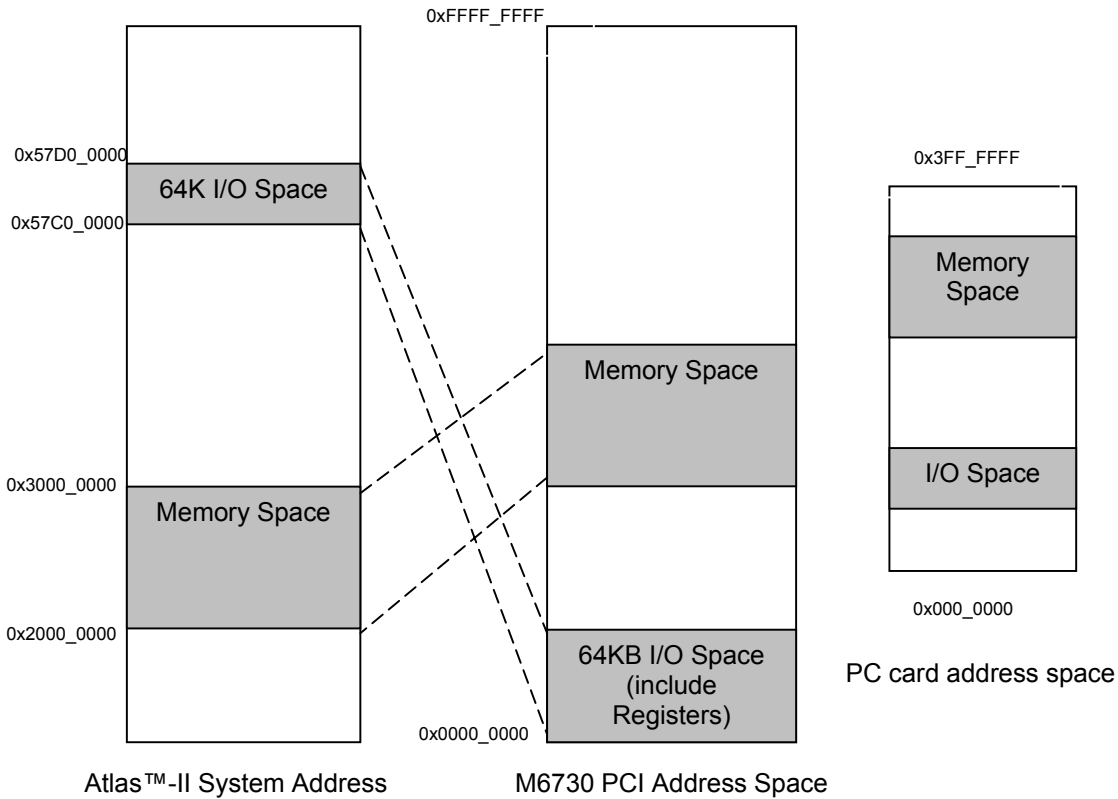 0xFFFF_FFFF
0x57D0_0000
64K I/O Space
0x57C0_0000
0x3FF_FFFF
Memory
Space
Memory Space
I/O Space
0x3000_0000
Memory Space
0x2000_0000
0x000_0000
64KB I/O Space
(include
Registers)
PC card address space
0x0000_0000
Atlas™-II System Address
M6730 PCI Address Space